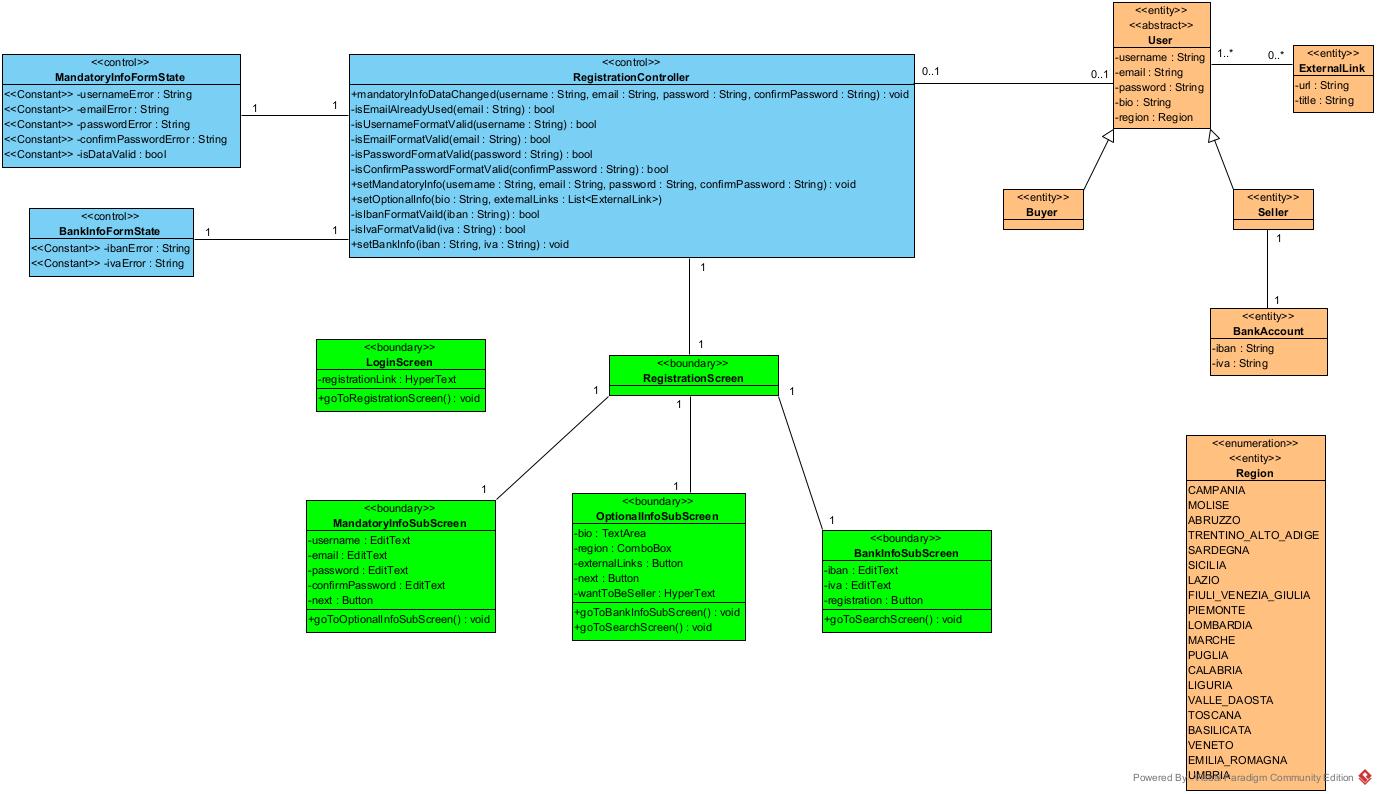 <<control>>
MandatoryInfoFormState
<<Constant>> -usernameError : String
<<Constant>> -emailError : String
<<Constant>> -passwordError : String
<<Constant>> -confirmPasswordError : String
<<Constant>> -isDataValid : bool
1
1
<<control>>
RegistrationController
+mandatoryInfoDataChanged(username : String, email : String, password : String, confirmPassword : String) : void
-isEmailAlreadyUsed(email : String) : bool
-isUsernameFormatValid(username : String) : bool
-isEmailFormatValid(email : String) : bool
-isPasswordFormatValid(password : String) : bool
-isConfirmPasswordFormatValid(confirmPassword : String) : bool
+setMandatoryInfo(username : String, email : String, password : String, confirmPassword : String) : void
+setOptionalInfo(bio : String, externalLinks : List<ExternalLink>)
-isIbanFormatVaild(iban : String) : bool
-isIvaFormatValid(iva : String) : bool
+setBankInfo(iban : String, iva : String) : void
0..1
0..1
<<entity>>
<<abstract>>
User
-username : String
-email : String
-password : String
-bio : String
-region : Region
1..*
0..*
<<entity>>
ExternalLink
-url : String
-title : String
<<control>>
BankInfoFormState
<<Constant>> -ibanError : String
<<Constant>> -ivaError : String
1
1
<<entity>>
Buyer
<<entity>>
Seller
1
1
<<entity>>
BankAccount
-iban : String
-iva : String
1
1
<<boundary>>
LoginScreen
-registrationLink : HyperText
+goToRegistrationScreen() : void
<<boundary>>
RegistrationScreen
1
1
1
1
1
1
<<boundary>>
MandatoryInfoSubScreen
-username : EditText
-email : EditText
-password : EditText
-confirmPassword : EditText
-next : Button
+goToOptionalInfoSubScreen() : void
<<boundary>>
OptionalInfoSubScreen
-bio : TextArea
-region : ComboBox
-externalLinks : Button
-next : Button
-wantToBeSeller : HyperText
+goToBankInfoSubScreen() : void
+goToSearchScreen() : void
<<boundary>>
BankInfoSubScreen
-iban : EditText
-iva : EditText
-registration : Button
+goToSearchScreen() : void
<<enumeration>>
<<entity>>
Region
CAMPANIA
MOLISE
ABRUZZO
TRENTINO_ALTO_ADIGE
SARDEGNA
SICILIA
LAZIO
FIULI_VENEZIA_GIULIA
PIEMONTE
LOMBARDIA
MARCHE
PUGLIA
CALABRIA
LIGURIA
VALLE_DAOSTA
TOSCANA
BASILICATA
VENETO
EMILIA_ROMAGNA
UMBRIA
Powered By Visual Paradigm Community Edition